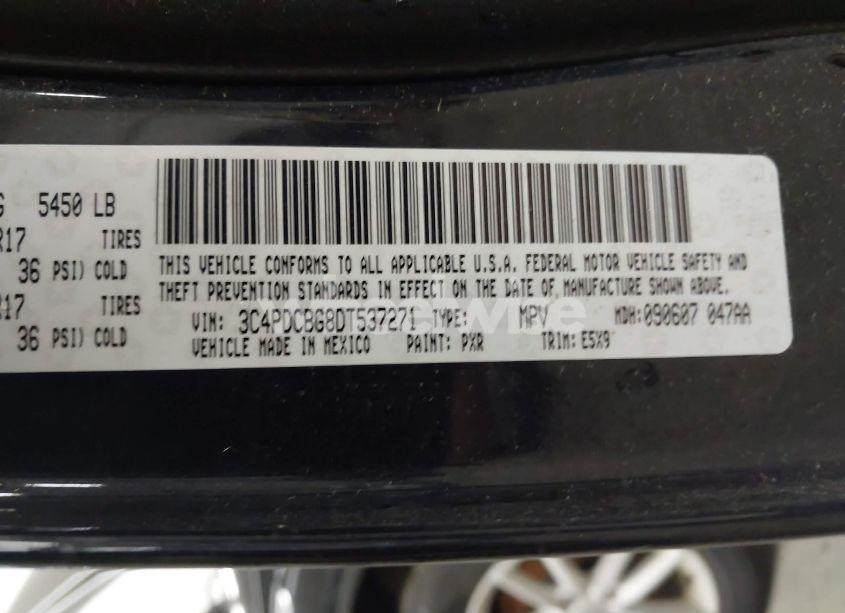 G 5450 LB
R17 TIRES
36 PSI) COLD
R17 TIRES
36 PSI) COLD
THIS VEHICLE CONFORMS TO ALL APPLICABLE U.S.A. FEDERAL MOTOR VEHICLE SAFETY AND
THEFT PREVENTION STANDARDS IN EFFECT ON THE DATE OF MANUFACTURE SHOWN ABOVE.
VIN: 3C4PDCBG8DT537271 TYPE: MPV MDH: 090607 047AA
VEHICLE MADE IN MEXICO PAINT: PXR TRIM: E5X9